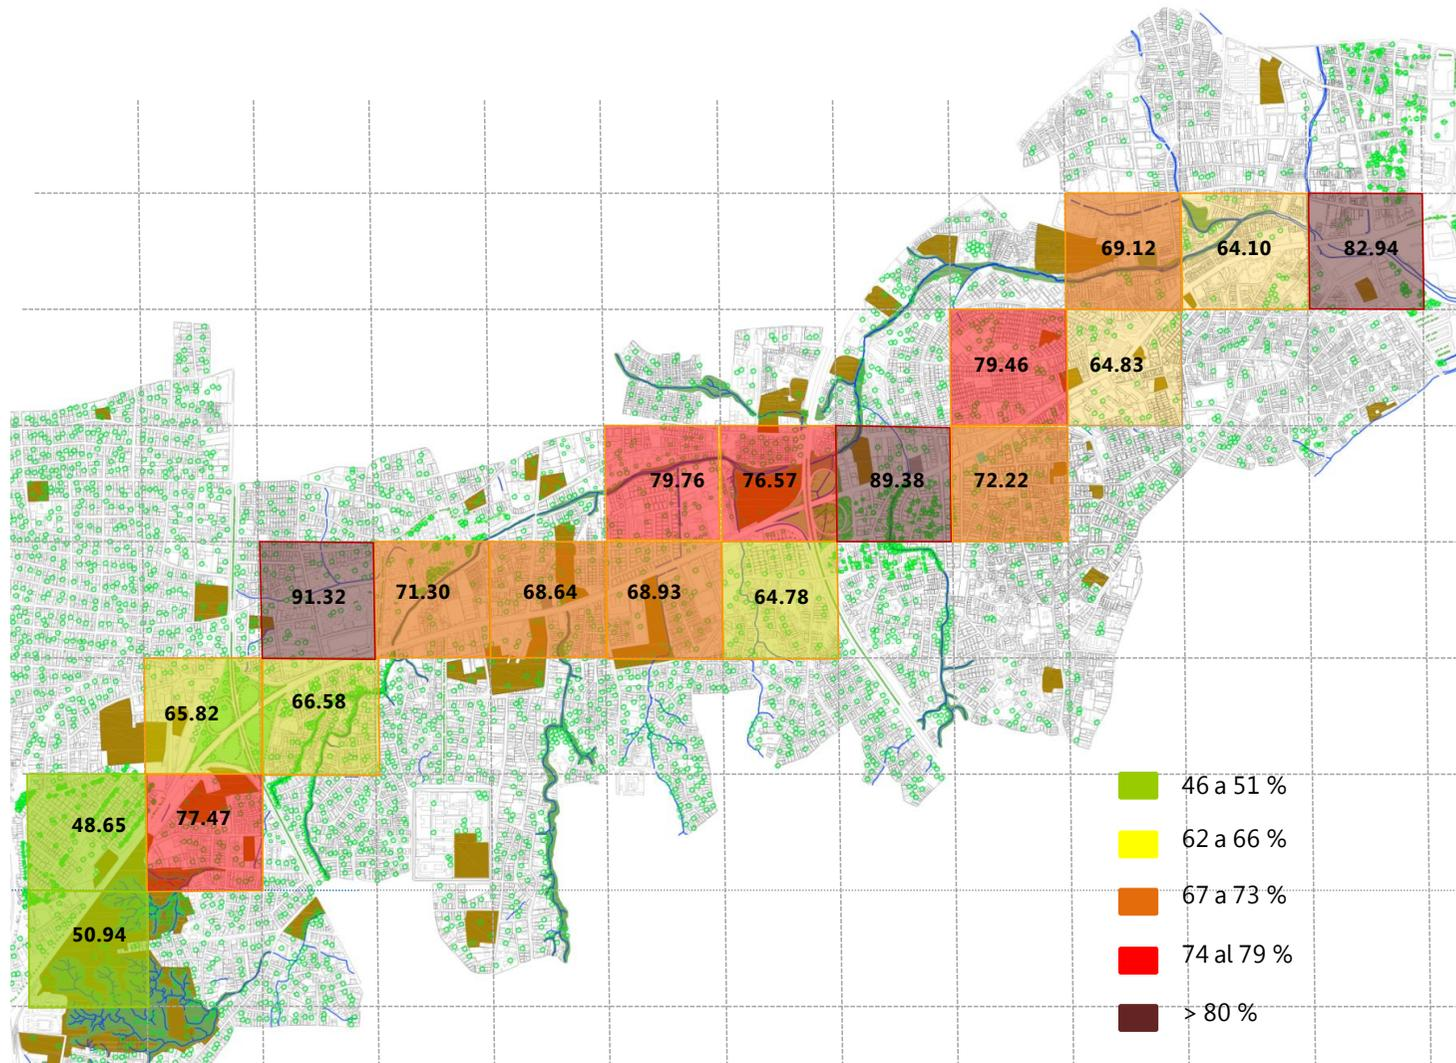 69.12 64.10 82.94
79.46 64.83
79.76 76.57 89.38 72.22
91.32 71.30 68.64 68.93 64.78
65.82 66.58
48.65 77.47
50.94
46 a 51 %
62 a 66 %
67 a 73 %
74 al 79 %
> 80 %